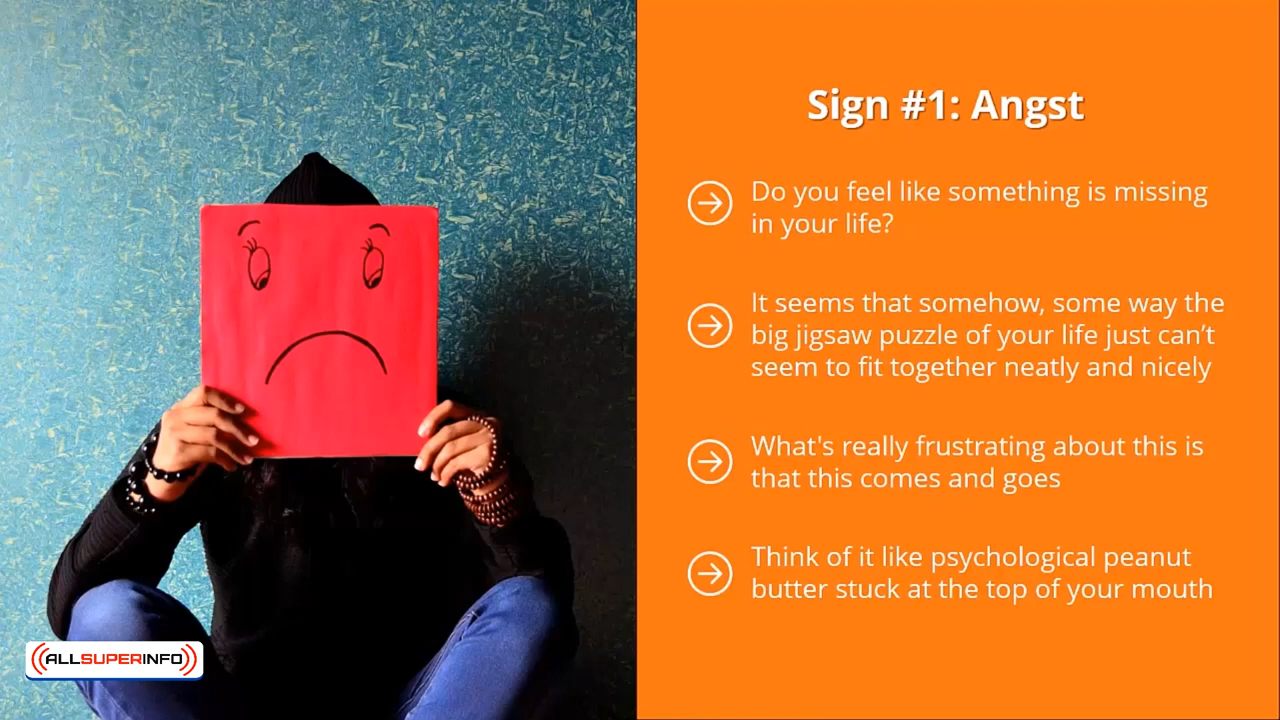 Sign #1: Angst
Do you feel like something is missing
in your life?
It seems that somehow, some way the
big jigsaw puzzle of your life just can’t
seem to fit together neatly and nicely
What's really frustrating about this is
that this comes and goes
Think of it like psychological peanut
butter stuck at the top of your mouth
ALLSUPERINFO